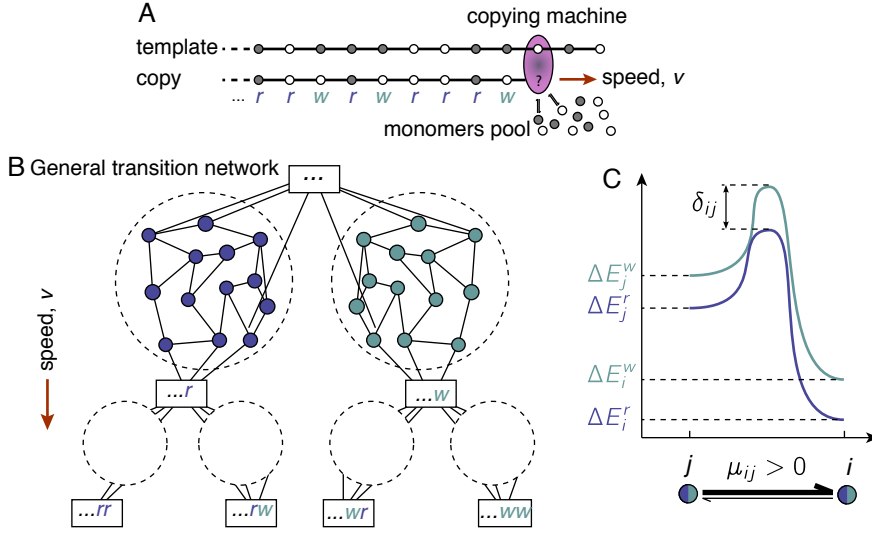 A
copying machine
template
copy
?
speed, v
... r r w r w r r r w
monomers pool
B General transition network
...
speed, v
...r
...w
...rr
...rw
...wr
...ww
C
δij
ΔE_j^w
ΔE_j^r
ΔE_i^w
ΔE_i^r
j μij > 0 i